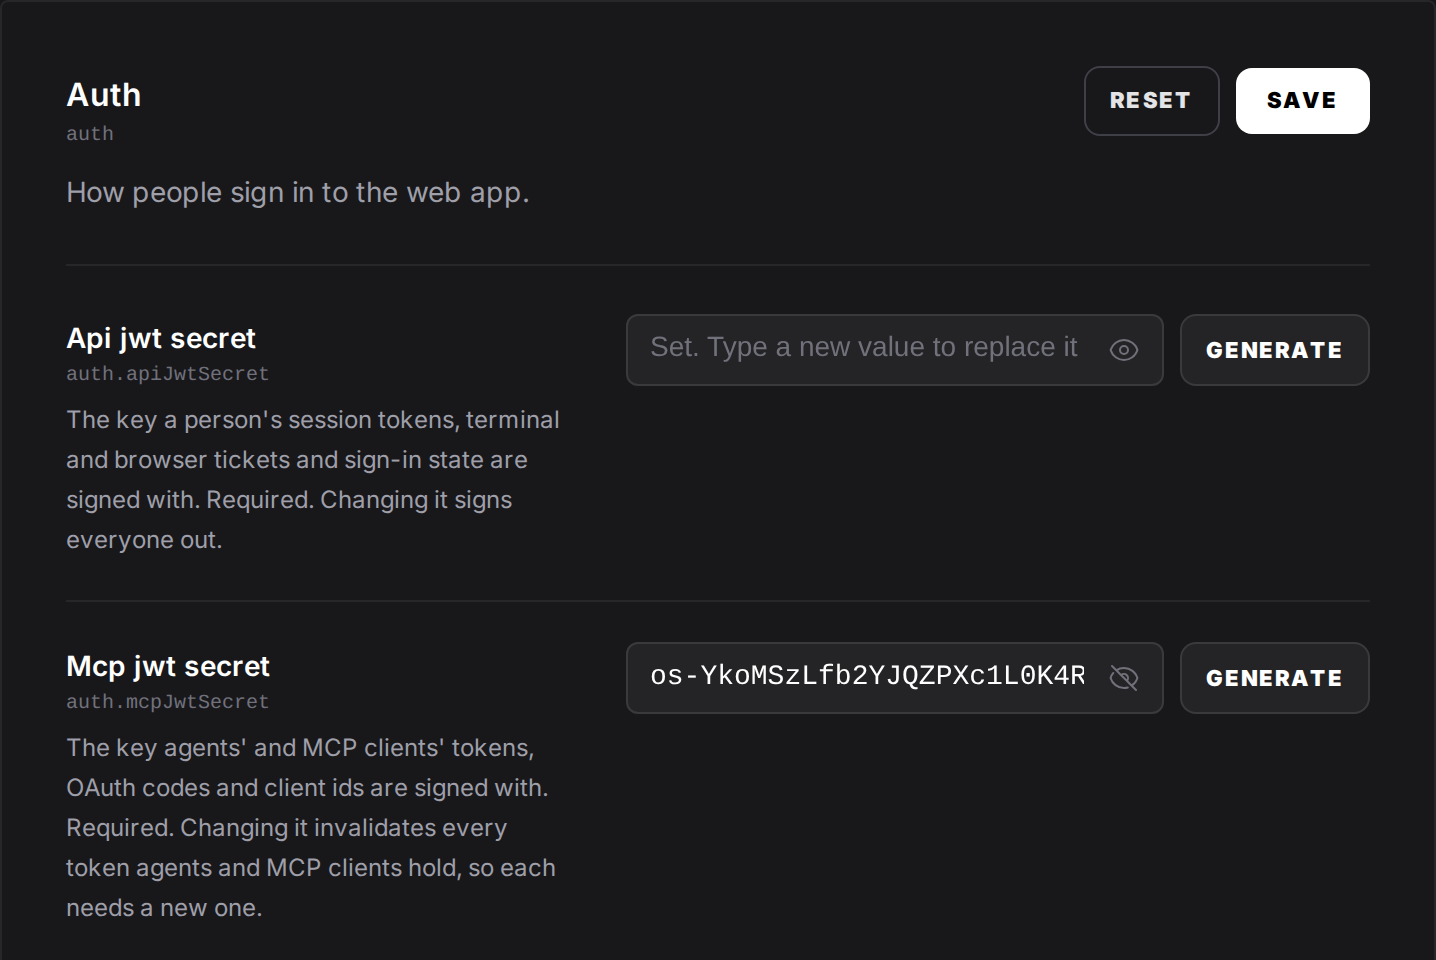 Auth
auth
How people sign in to the web app.
RESET
SAVE
Api jwt secret
auth.apiJwtSecret
The key a person's session tokens, terminal
and browser tickets and sign-in state are
signed with. Required. Changing it signs
everyone out.
Set. Type a new value to replace it
GENERATE
Mcp jwt secret
auth.mcpJwtSecret
The key agents' and MCP clients' tokens,
OAuth codes and client ids are signed with.
Required. Changing it invalidates every
token agents and MCP clients hold, so each
needs a new one.
os-YkoMSzLfb2YJQZPXc1L0K4R
GENERATE